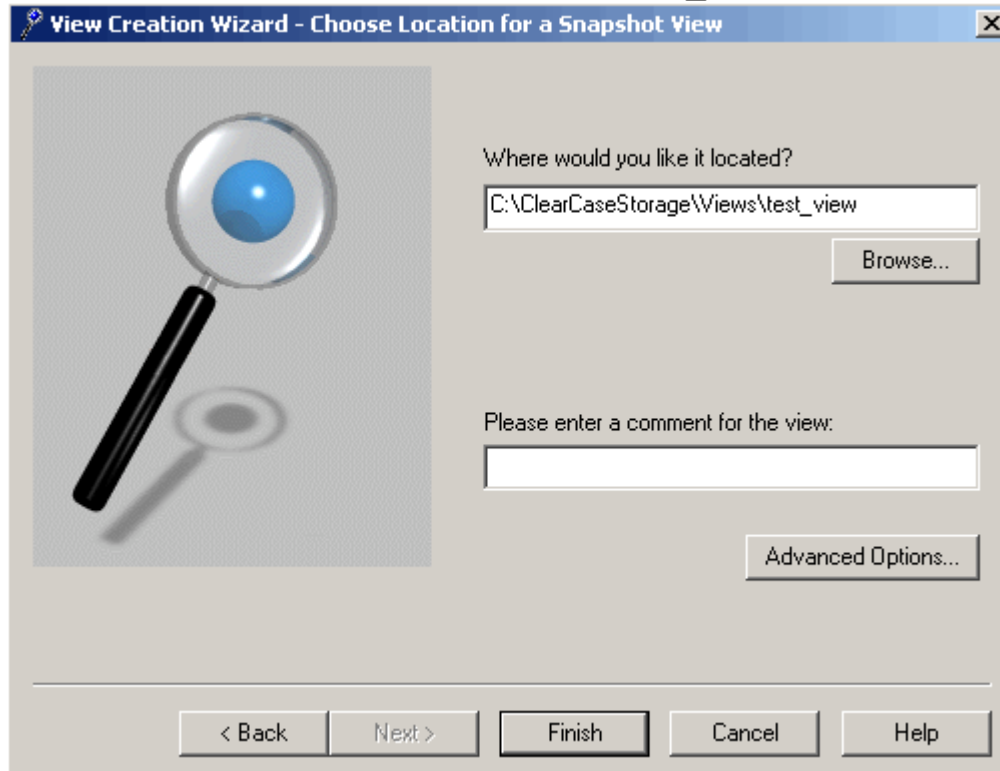 View Creation Wizard - Choose Location for a Snapshot View
Where would you like it located?
C:\ClearCaseStorage\Views\test_view
Browse...
Please enter a comment for the view:
Advanced Options...
< Back
Next >
Finish
Cancel
Help